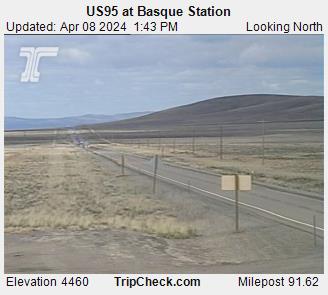 US95 at Basque Station
Updated: Apr 08 2024 1:43 PM Looking North
Elevation 4460 TripCheck.com Milepost 91.62